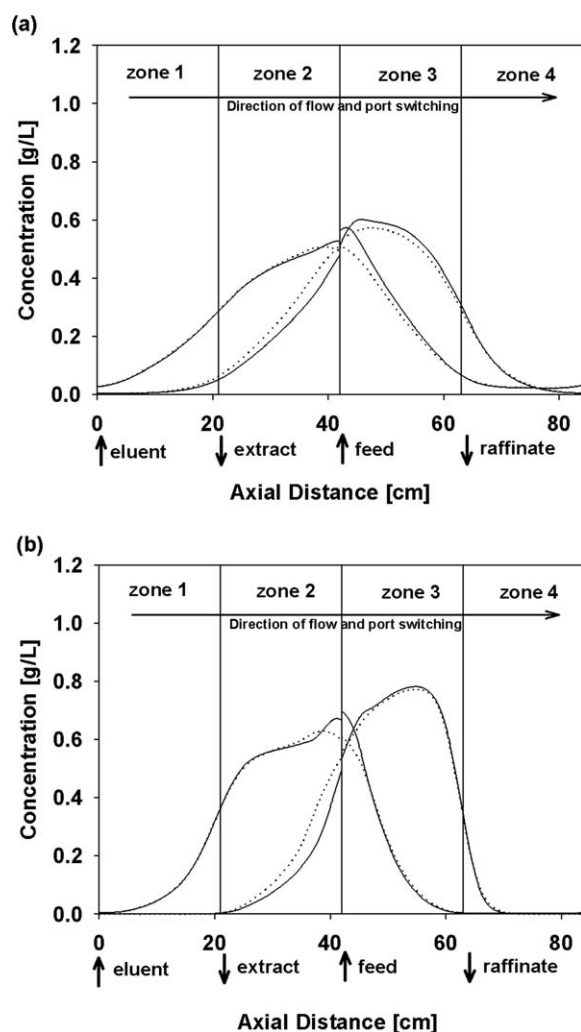 (a)
1.2
zone 1 zone 2 zone 3 zone 4
1.0
Direction of flow and port switching
0.8
0.6
0.4
0.2
0.0
Concentration [g/L]
0 20 40 60 80
eluent extract feed raffinate
Axial Distance [cm]
(b)
1.2
zone 1 zone 2 zone 3 zone 4
1.0
Direction of flow and port switching
0.8
0.6
0.4
0.2
0.0
Concentration [g/L]
0 20 40 60 80
eluent extract feed raffinate
Axial Distance [cm]